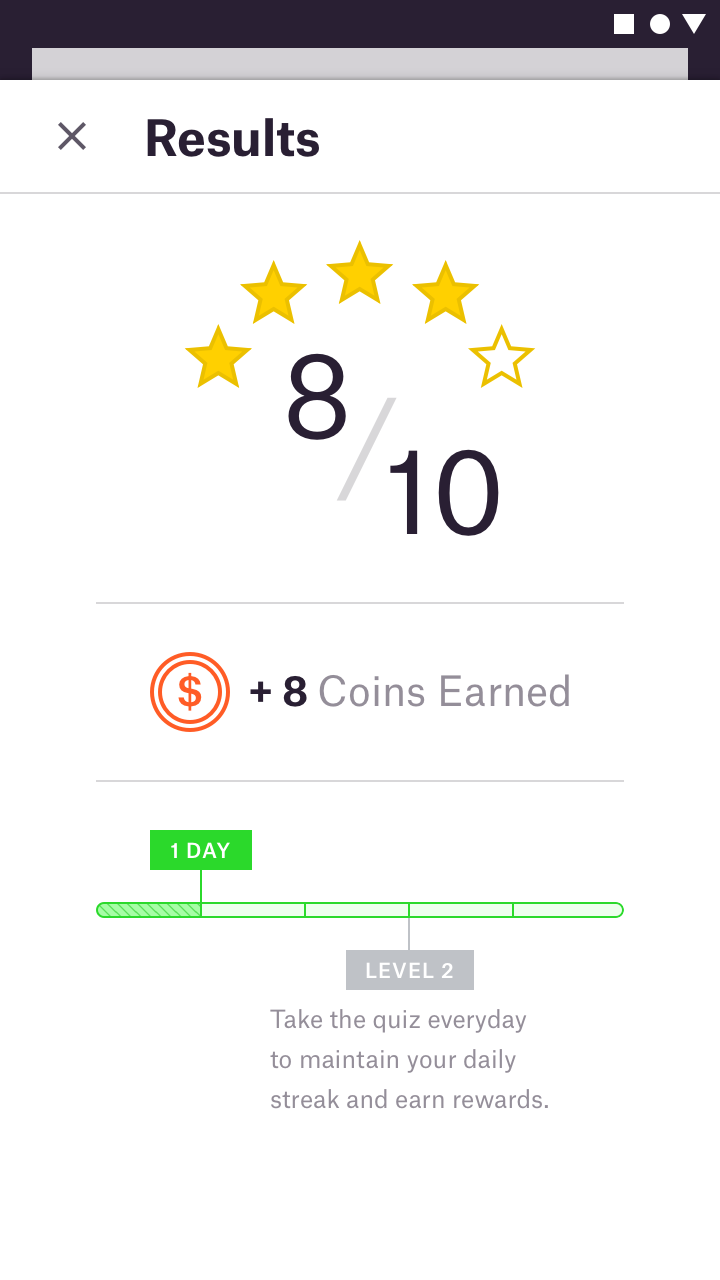 Results
8
/
10
$
+ 8 Coins Earned
1 DAY
LEVEL 2
Take the quiz everyday
to maintain your daily
streak and earn rewards.